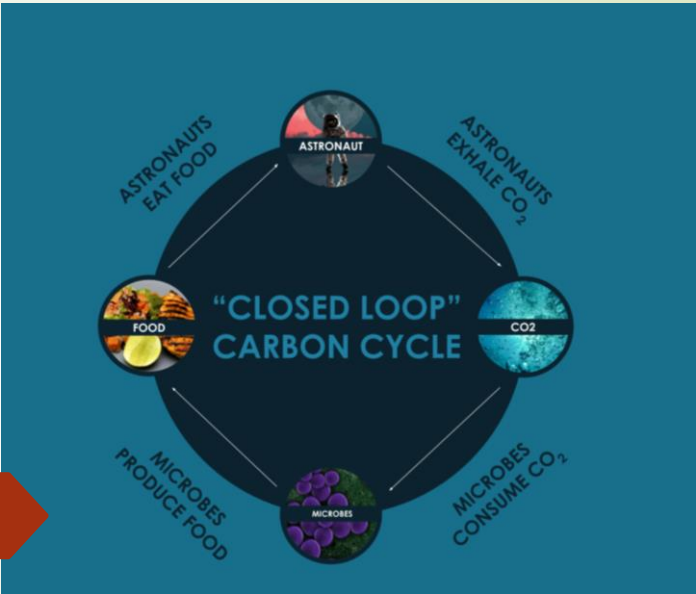 ASTRONAUT
ASTRONAUTS
EAT FOOD
ASTRONAUTS
EXHALE CO₂
FOOD
"CLOSED LOOP"
CARBON CYCLE
CO2
MICROBES
PRODUCE FOOD
MICROBES
CONSUME CO₂
MICROBES